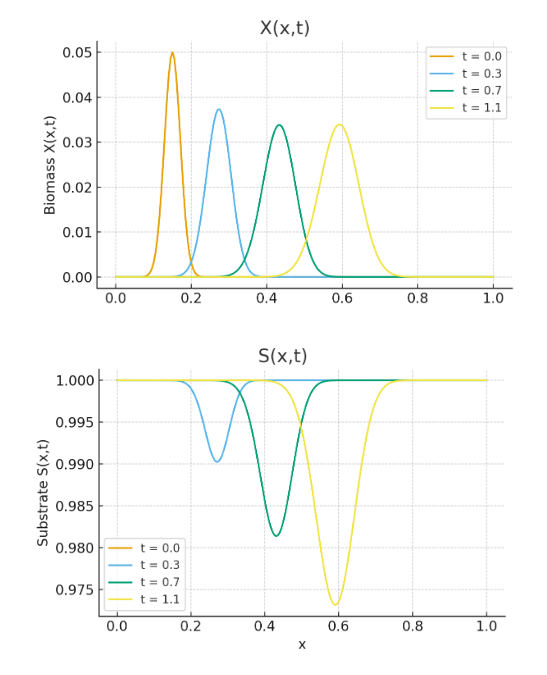 X(x,t)
Biomass X(x,t)
0.05
0.04
0.03
0.02
0.01
0.00
0.0 0.2 0.4 0.6 0.8 1.0
t = 0.0
t = 0.3
t = 0.7
t = 1.1
S(x,t)
Substrate S(x,t)
1.000
0.995
0.990
0.985
0.980
0.975
t = 0.0
t = 0.3
t = 0.7
t = 1.1
0.0 0.2 0.4 0.6 0.8 1.0
x